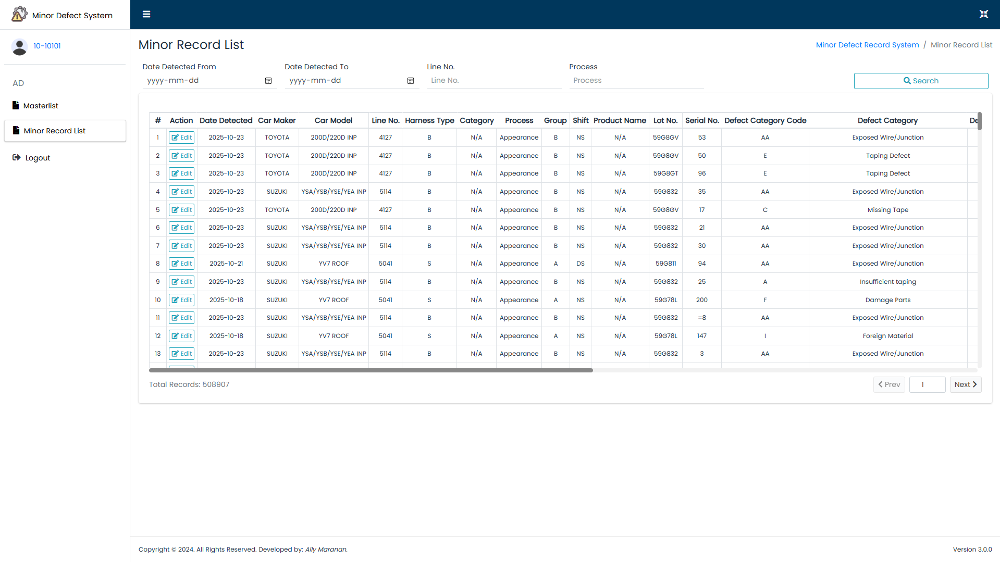 Minor Defect System
10-10101
AD
Masterlist
Minor Record List
Logout
Minor Record List
Minor Defect Record System / Minor Record List
Date Detected From Date Detected To Line No. Process
yyyy-mm-dd yyyy-mm-dd Line No. Process Search
# Action Date Detected Car Maker Car Model Line No. Harness Type Category Process Group Shift Product Name Lot No. Serial No. Defect Category Code Defect Category De
1 Edit 2025-10-23 TOYOTA 200D/220D INP 4127 B N/A Appearance B NS N/A 59G8GV 53 AA Exposed Wire/Junction
2 Edit 2025-10-23 TOYOTA 200D/220D INP 4127 B N/A Appearance B NS N/A 59G8GV 50 E Taping Defect
3 Edit 2025-10-23 TOYOTA 200D/220D INP 4127 B N/A Appearance B NS N/A 59G8GT 96 E Taping Defect
4 Edit 2025-10-23 SUZUKI YSA/YSB/YSE/YEA INP 5114 B N/A Appearance B NS N/A 59G832 35 AA Exposed Wire/Junction
5 Edit 2025-10-23 TOYOTA 200D/220D INP 4127 B N/A Appearance B NS N/A 59G8GV 17 C Missing Tape
6 Edit 2025-10-23 SUZUKI YSA/YSB/YSE/YEA INP 5114 B N/A Appearance B NS N/A 59G832 21 AA Exposed Wire/Junction
7 Edit 2025-10-23 SUZUKI YSA/YSB/YSE/YEA INP 5114 B N/A Appearance B NS N/A 59G832 30 AA Exposed Wire/Junction
8 Edit 2025-10-21 SUZUKI YV7 ROOF 5041 S N/A Appearance A DS N/A 59G811 94 AA Exposed Wire/Junction
9 Edit 2025-10-23 SUZUKI YSA/YSB/YSE/YEA INP 5114 B N/A Appearance B NS N/A 59G832 25 A Insufficient taping
10 Edit 2025-10-18 SUZUKI YV7 ROOF 5041 S N/A Appearance A NS N/A 59G78L 200 F Damage Parts
11 Edit 2025-10-23 SUZUKI YSA/YSB/YSE/YEA INP 5114 B N/A Appearance B NS N/A 59G832 =8 AA Exposed Wire/Junction
12 Edit 2025-10-18 SUZUKI YV7 ROOF 5041 S N/A Appearance A NS N/A 59G78L 147 I Foreign Material
13 Edit 2025-10-23 SUZUKI YSA/YSB/YSE/YEA INP 5114 B N/A Appearance B NS N/A 59G832 3 AA Exposed Wire/Junction
Total Records: 508907 Prev 1 Next
Copyright © 2024. All Rights Reserved. Developed by: Ally Maranan. Version 3.0.0